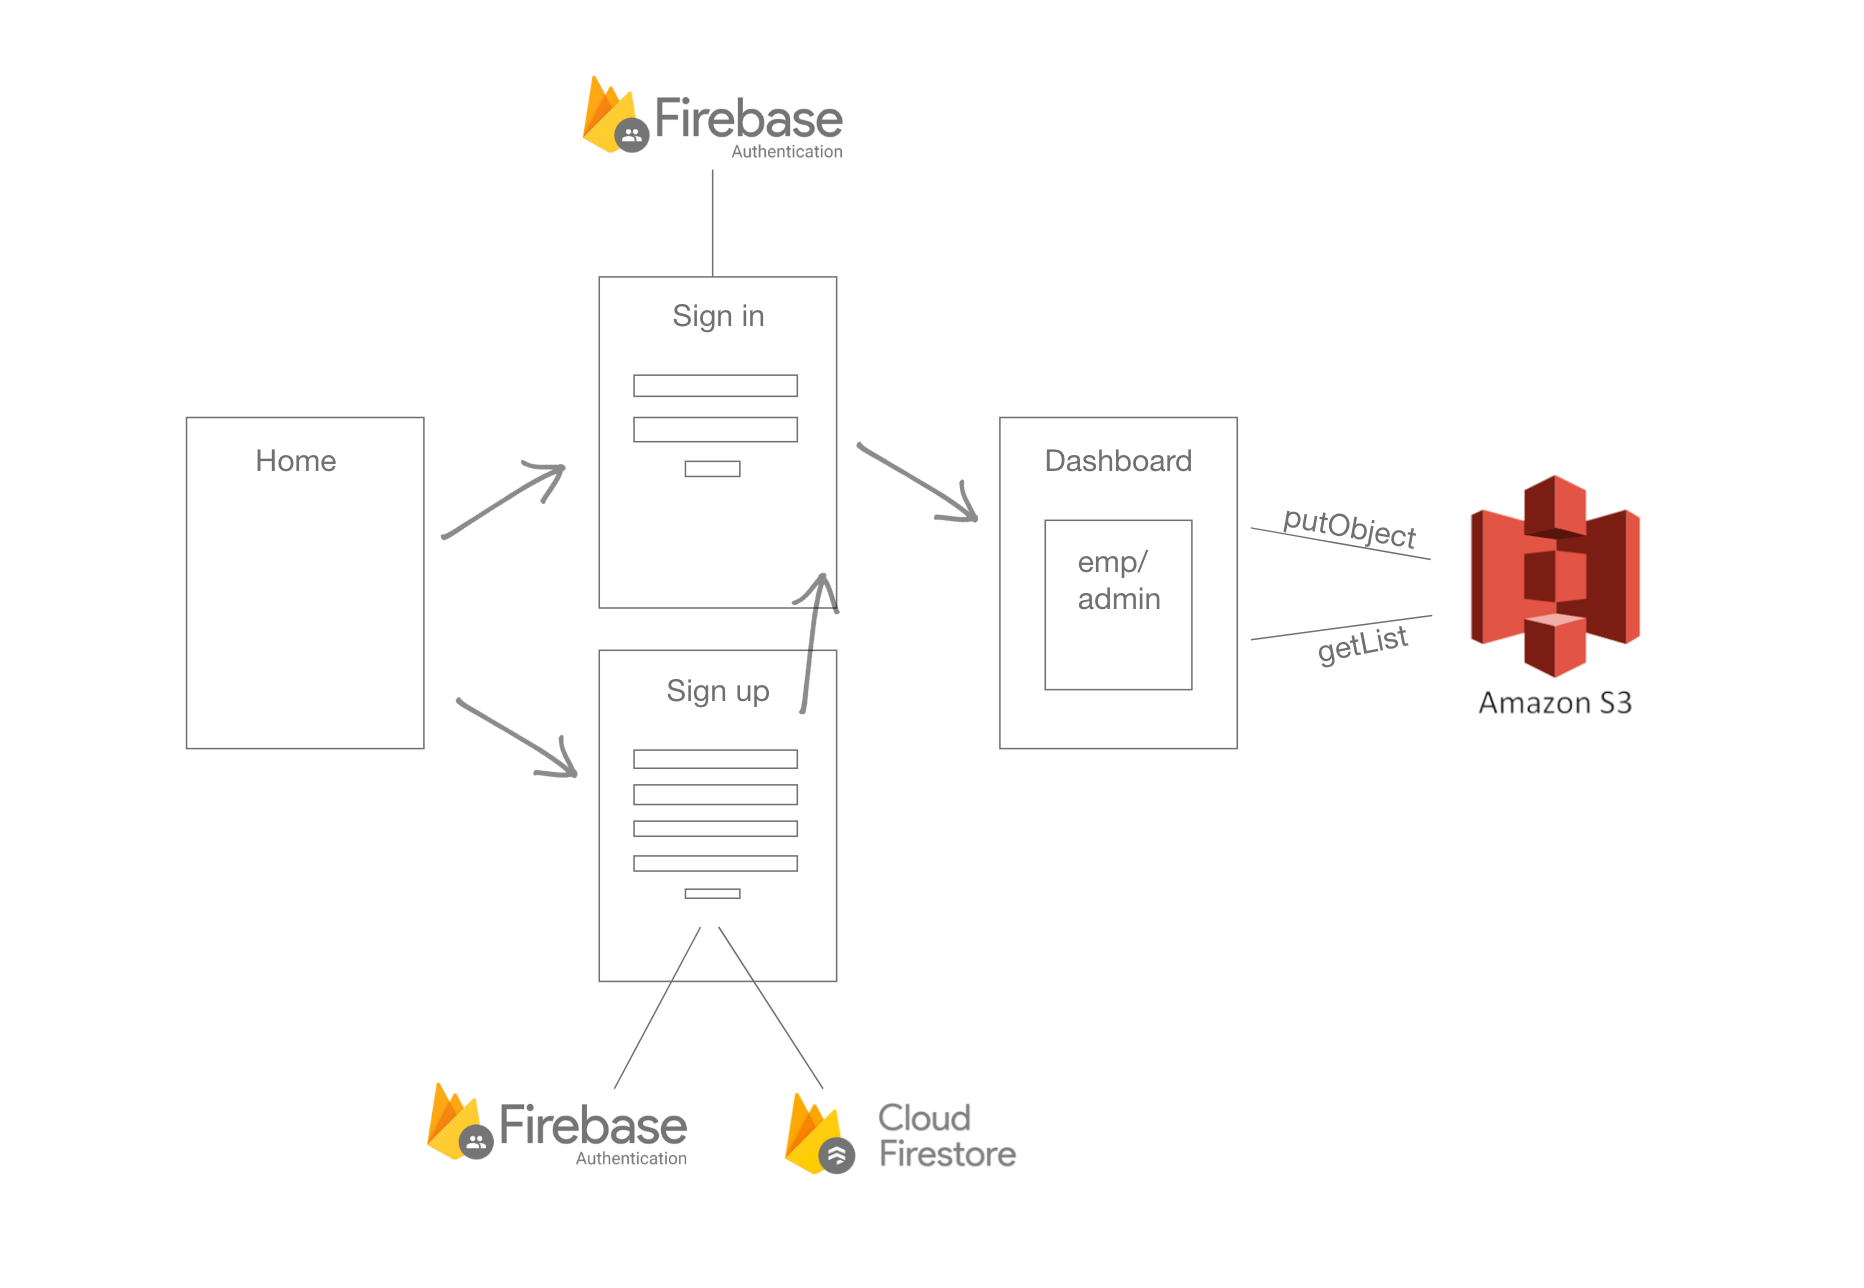 Firebase
Authentication
Sign in
Home
Dashboard
emp/
admin
putObject
getList
Amazon S3
Sign up
Firebase
Authentication
Cloud
Firestore